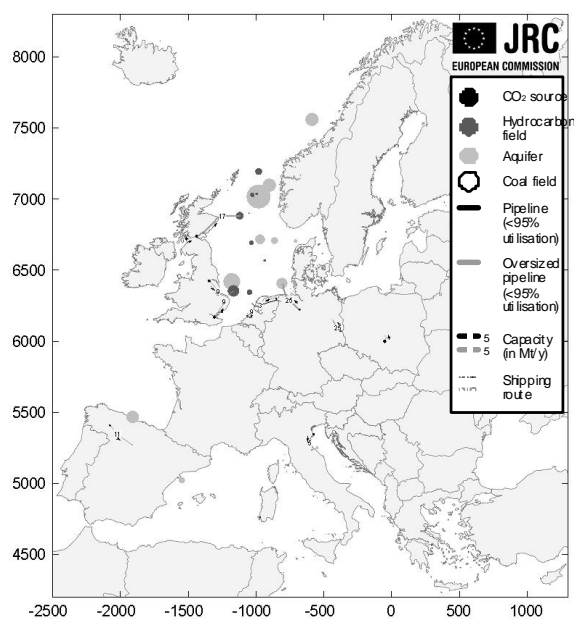 JRC
EUROPEAN COMMISSION
CO2 source
Hydrocarbon
field
Aquifer
Coal field
Pipeline
(<95%
utilisation)
Oversized
pipeline
(<95%
utilisation)
5 Capacity
5 (in Mt/y)
Shipping
route
8000
7500
7000
6500
6000
5500
5000
4500
17
9
9
26
11
-2500 -2000 -1500 -1000 -500 0 500 1000